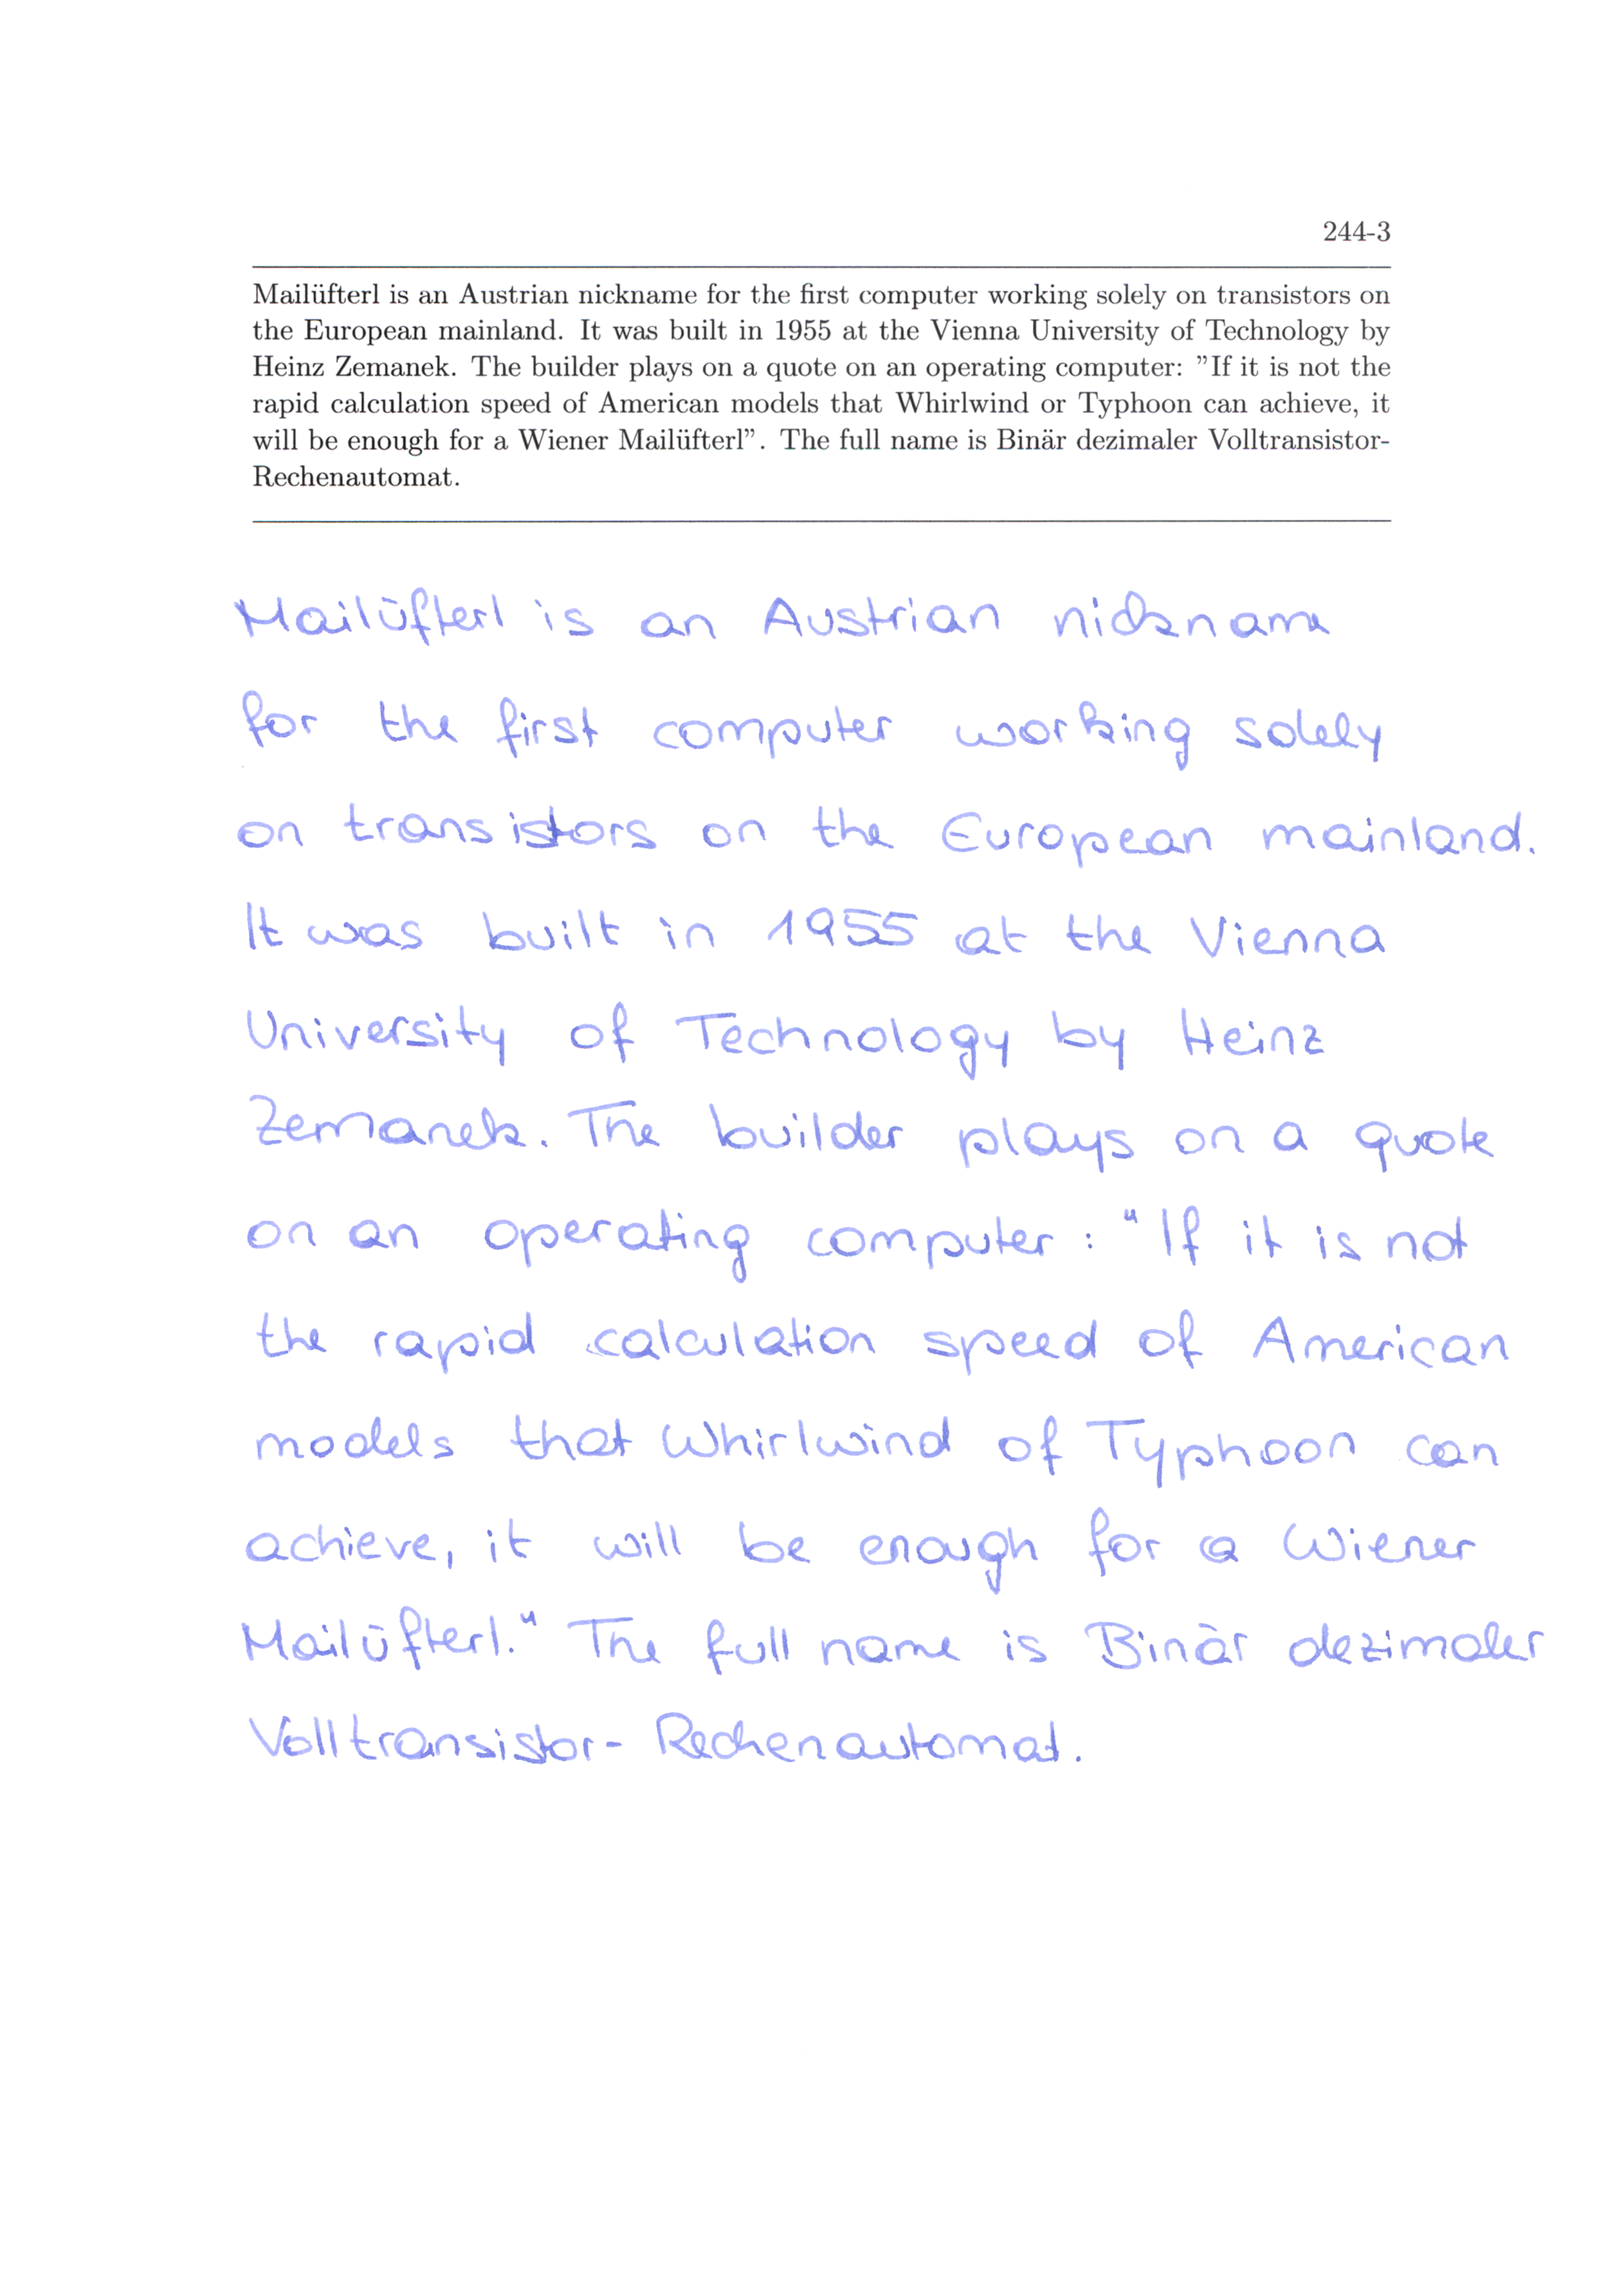 244-3
Mailüfterl is an Austrian nickname for the first computer working solely on transistors on
the European mainland. It was built in 1955 at the Vienna University of Technology by
Heinz Zemanek. The builder plays on a quote on an operating computer: ”If it is not the
rapid calculation speed of American models that Whirlwind or Typhoon can achieve, it
will be enough for a Wiener Mailüfterl”. The full name is Binär dezimaler Volltransistor-
Rechenautomat.
Mailüfterl is an Austrian nickname
for the first computer working solely
on transistors on the European mainland.
It was built in 1955 at the Vienna
University of Technology by Heinz
Zemanek. The builder plays on a quote
on an operating computer: "If it is not
the rapid calculation speed of American
models that Whirlwind of Typhoon can
achieve, it will be enough for a Wiener
Mailüfterl." The full name is Binär dezimaler
Volltransistor-Rechenautomat.